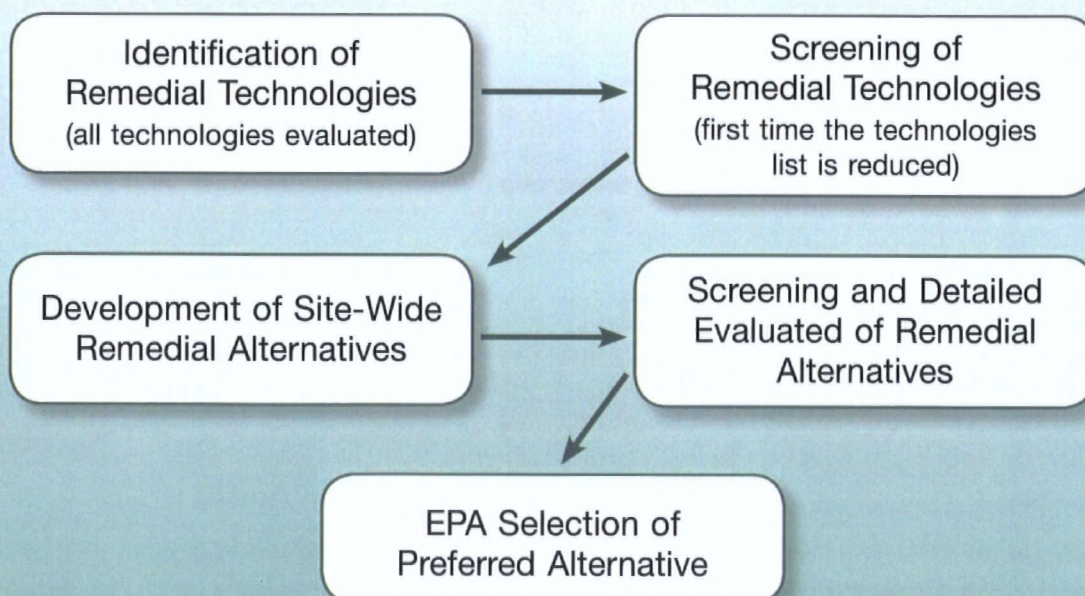 Identification of
Remedial Technologies
(all technologies evaluated)
Screening of
Remedial Technologies
(first time the technologies
list is reduced)
Development of Site-Wide
Remedial Alternatives
Screening and Detailed
Evaluated of Remedial
Alternatives
EPA Selection of
Preferred Alternative